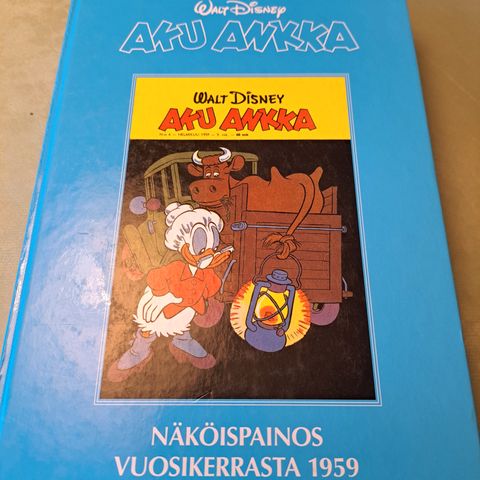 WALT DISNEY
AKU ANKKA
WALT DISNEY
AKU ANKKA
NÄKÖISPAINOS
VUOSIKERRASTA 1959